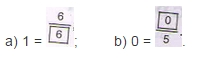 a) 1 = 6/6; b) 0 = 0/5.